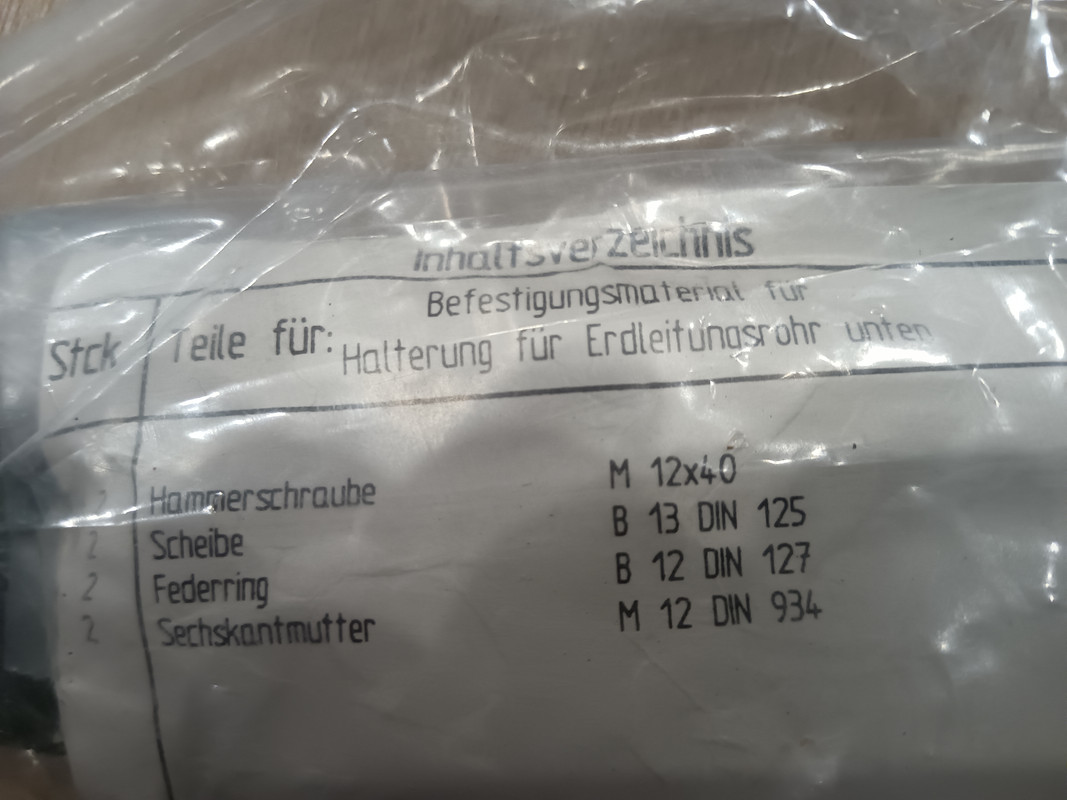 Inhaltsverzeichnis
Befestigungsmaterial für
Stck Teile für: Halterung für Erdleitungsrohr unten
2 Hammerschraube M 12x40
2 Scheibe B 13 DIN 125
2 Federring B 12 DIN 127
2 Sechskantmutter M 12 DIN 934